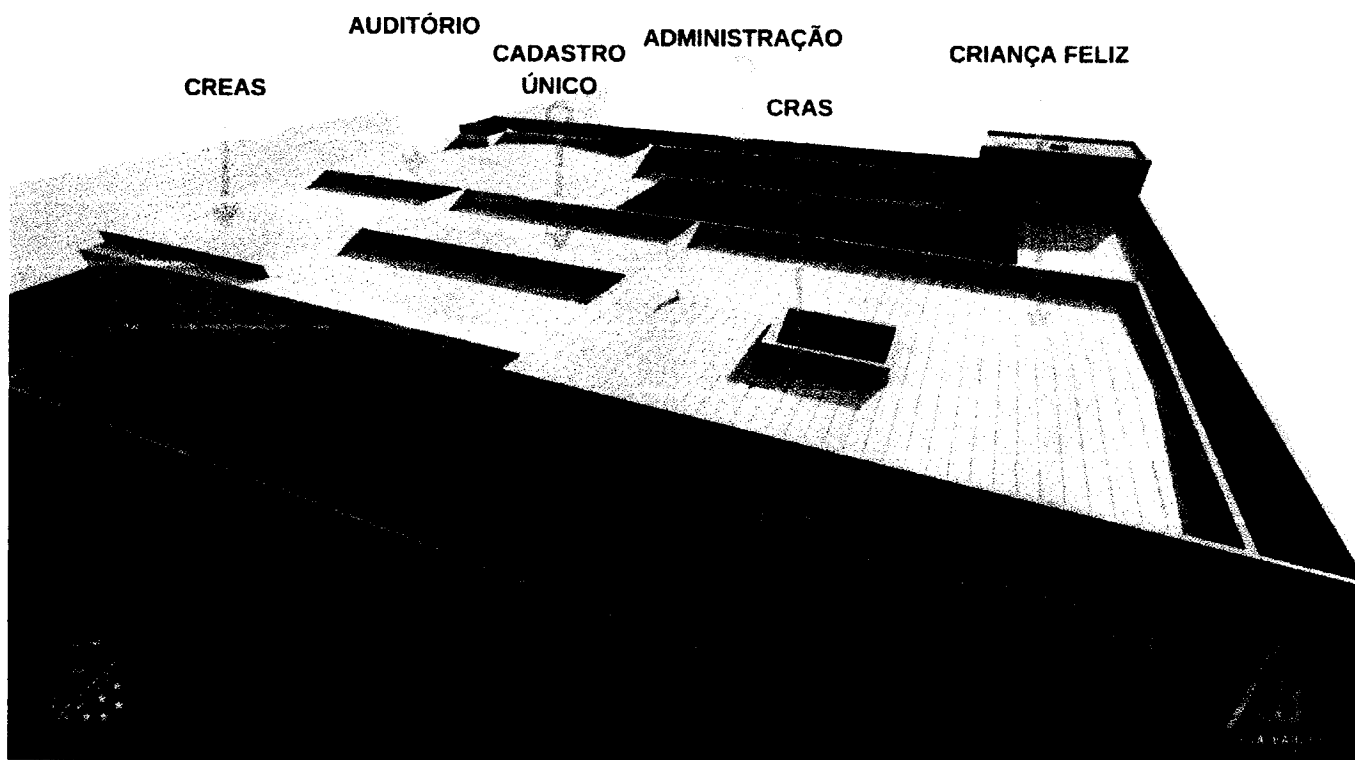 AUDITÓRIO
CADASTRO
ÚNICO
ADMINISTRAÇÃO
CRIANÇA FELIZ
CREAS
CRAS